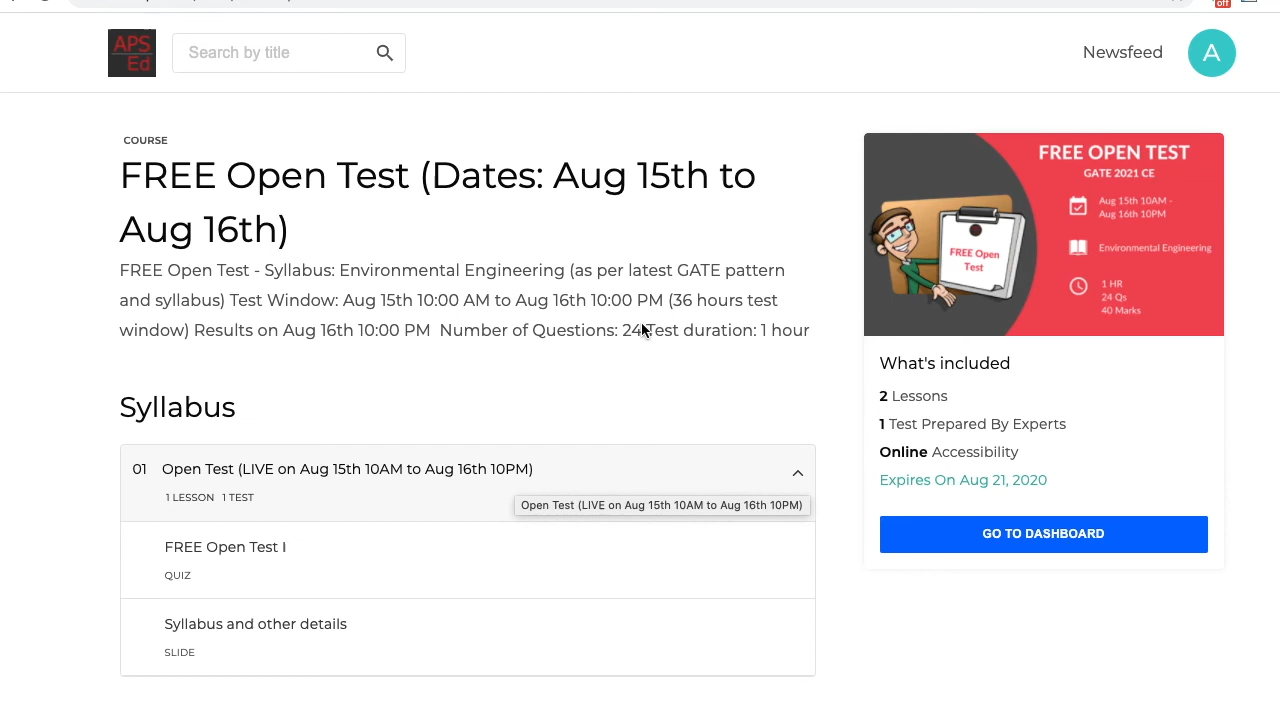 off
APS
Ed
Search by title
Newsfeed
A
COURSE
FREE Open Test (Dates: Aug 15th to
Aug 16th)
FREE Open Test - Syllabus: Environmental Engineering (as per latest GATE pattern
and syllabus) Test Window: Aug 15th 10:00 AM to Aug 16th 10:00 PM (36 hours test
window) Results on Aug 16th 10:00 PM  Number of Questions: 24 Test duration: 1 hour
Syllabus
01 Open Test (LIVE on Aug 15th 10AM to Aug 16th 10PM)
1 LESSON 1 TEST
Open Test (LIVE on Aug 15th 10AM to Aug 16th 10PM)
FREE Open Test I
QUIZ
Syllabus and other details
SLIDE
FREE OPEN TEST
GATE 2021 CE
Aug 15th 10AM -
Aug 16th 10PM
Environmental Engineering
1 HR
24 Qs
40 Marks
FREE Open
Test
What's included
2 Lessons
1 Test Prepared By Experts
Online Accessibility
Expires On Aug 21, 2020
GO TO DASHBOARD